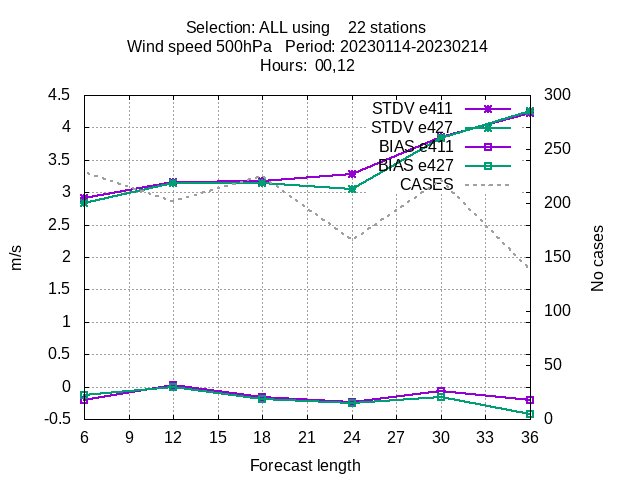 Selection: ALL using    22 stations
Wind speed 500hPa   Period: 20230114-20230214
Hours:  00,12
4.5
4
3.5
3
2.5
2
1.5
1
0.5
0
-0.5
m/s
300
250
200
150
100
50
0
No cases
STDV e411
STDV e427
BIAS e411
BIAS e427
CASES
6 9 12 15 18 21 24 27 30 33 36
Forecast length